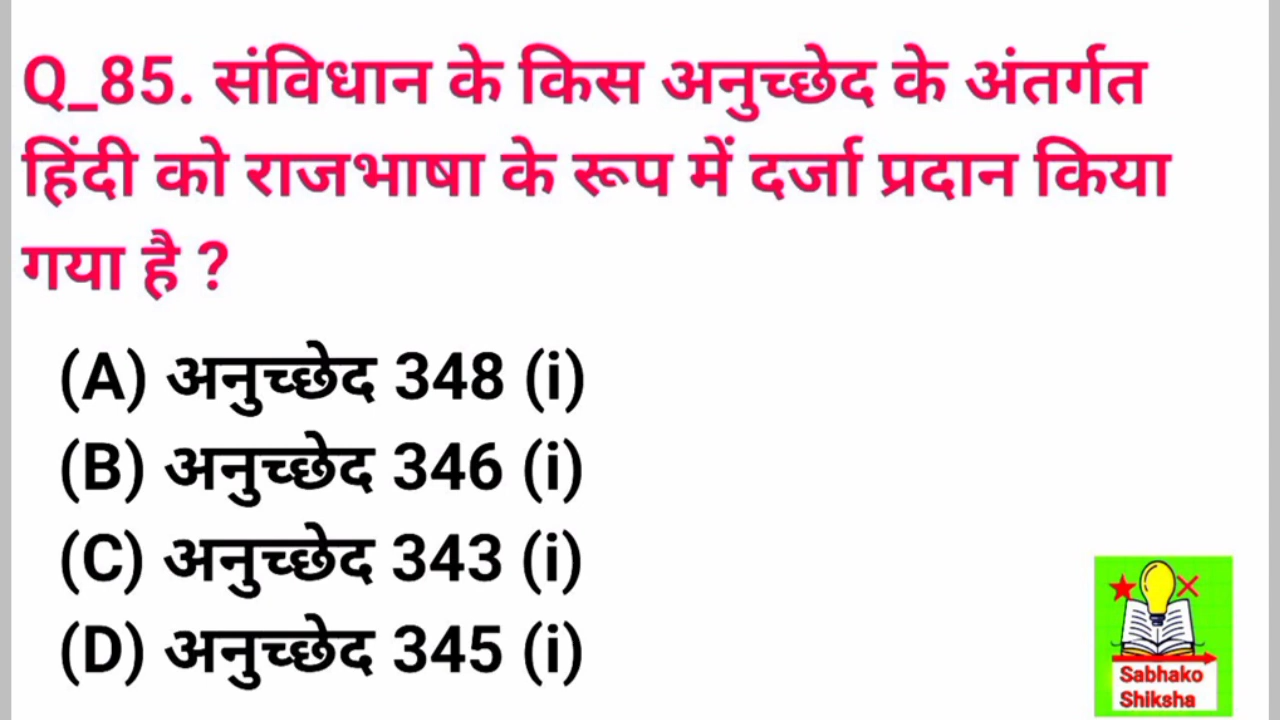 Q_85. संविधान के किस अनुच्छेद के अंतर्गत
हिंदी को राजभाषा के रूप में दर्जा प्रदान किया
गया है ?
(A) अनुच्छेद 348 (i)
(B) अनुच्छेद 346 (i)
(C) अनुच्छेद 343 (i)
(D) अनुच्छेद 345 (i)
Sabhako
Shiksha